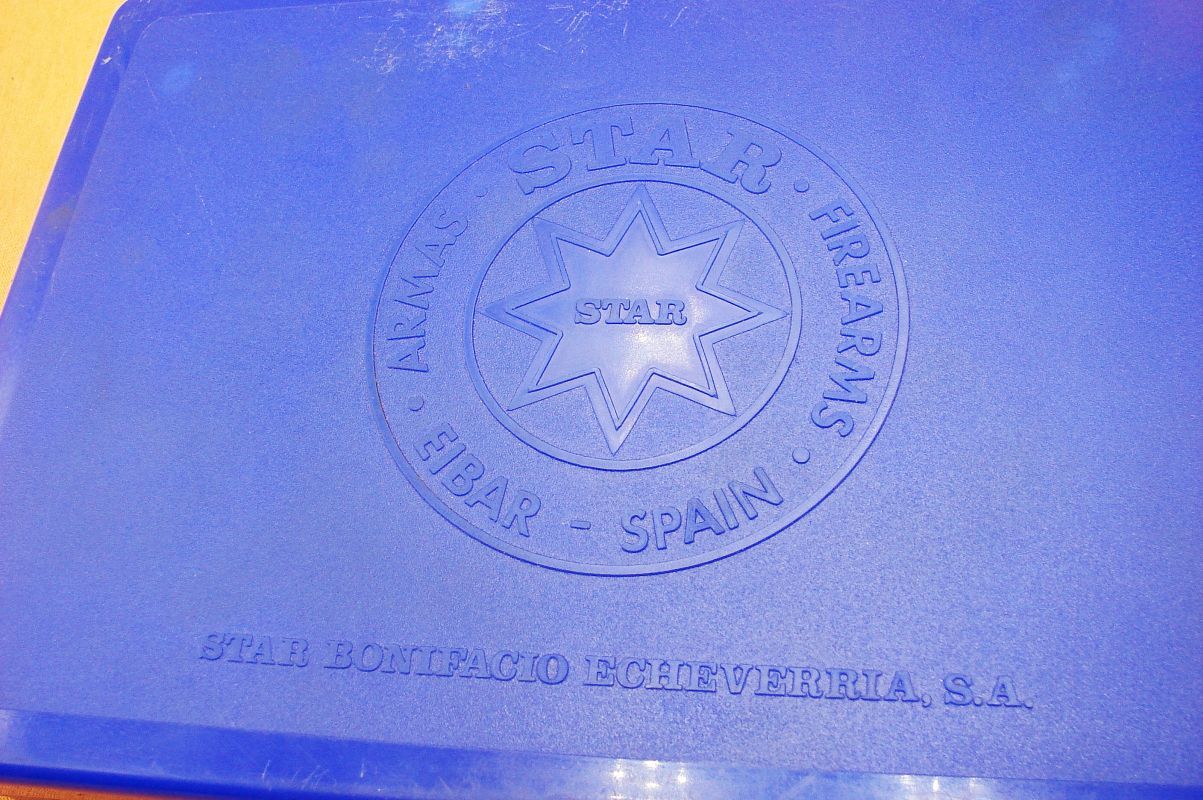 STAR
ARMAS
FIREARMS
STAR
EIBAR - SPAIN
STAR BONIFACIO ECHEVERRIA, S.A.